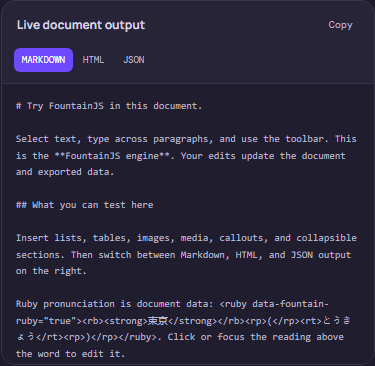 Live document output
Copy
MARKDOWN HTML JSON
# Try FountainJS in this document.
Select text, type across paragraphs, and use the toolbar. This
is the **FountainJS engine**. Your edits update the document
and exported data.
## What you can test here
Insert lists, tables, images, media, callouts, and collapsible
sections. Then switch between Markdown, HTML, and JSON output
on the right.
Ruby pronunciation is document data: <ruby data-fountain-
ruby="true"><rb><strong>東京</strong></rb><rp>(</rp><rt>とうき
ょう</rt><rp>)</rp></ruby>. Click or focus the reading above
the word to edit it.